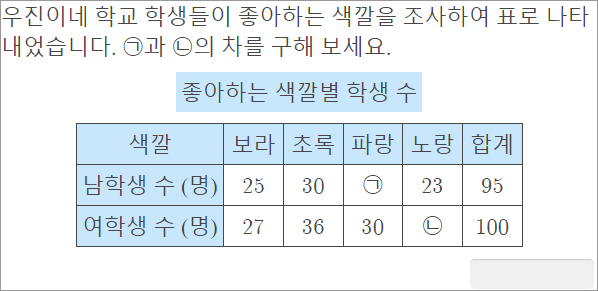 우진이네 학교 학생들이 좋아하는 색깔을 조사하여 표로 나타
내었습니다. ㉠과 ㉡의 차를 구해 보세요.
좋아하는 색깔별 학생 수
색깔 보라 초록 파랑 노랑 합계
남학생 수 (명) 25 30 ㉠ 23 95
여학생 수 (명) 27 36 30 ㉡ 100